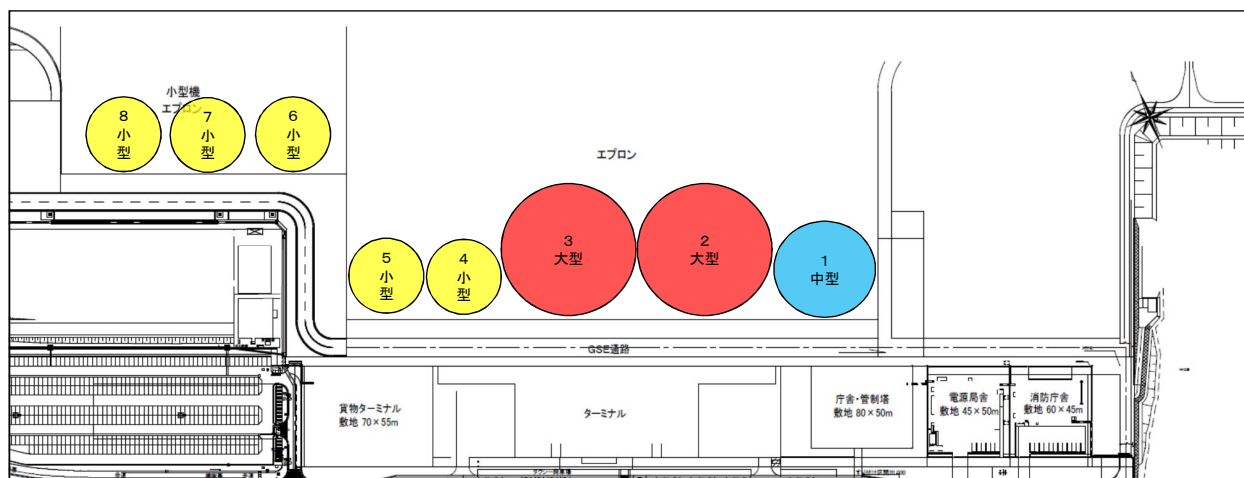 小型機
エプロン
8
小
型
7
小
型
6
小
型
エプロン
5
小
型
4
小
型
3
大型
2
大型
1
中型
GSE通路
貨物ターミナル
敷地 70×55m
ターミナル
庁舎・管制塔
敷地 80×50m
電源局舎
敷地 45×50m
消防庁舎
敷地 60×45m